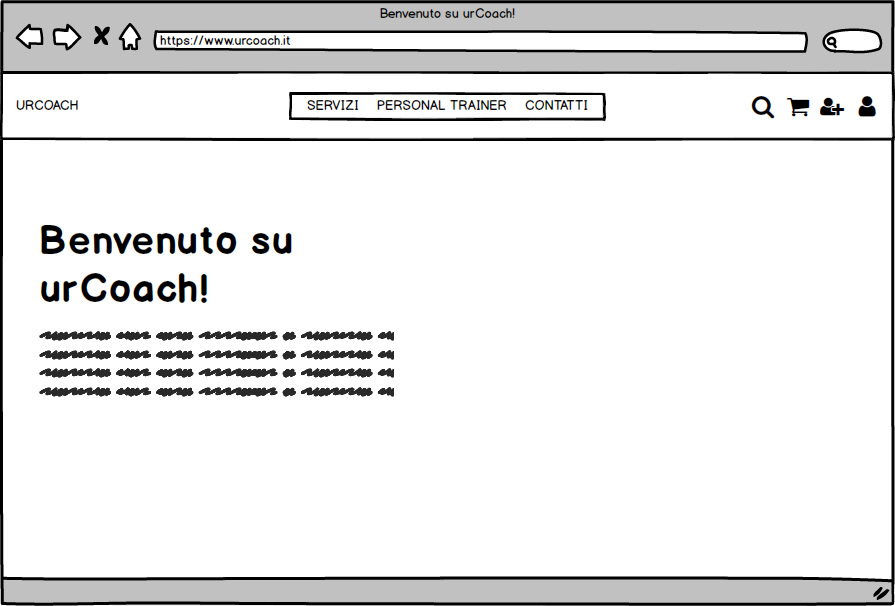 Benvenuto su urCoach!
https://www.urcoach.it
URCOACH
SERVIZI PERSONAL TRAINER CONTATTI
Benvenuto su
urCoach!